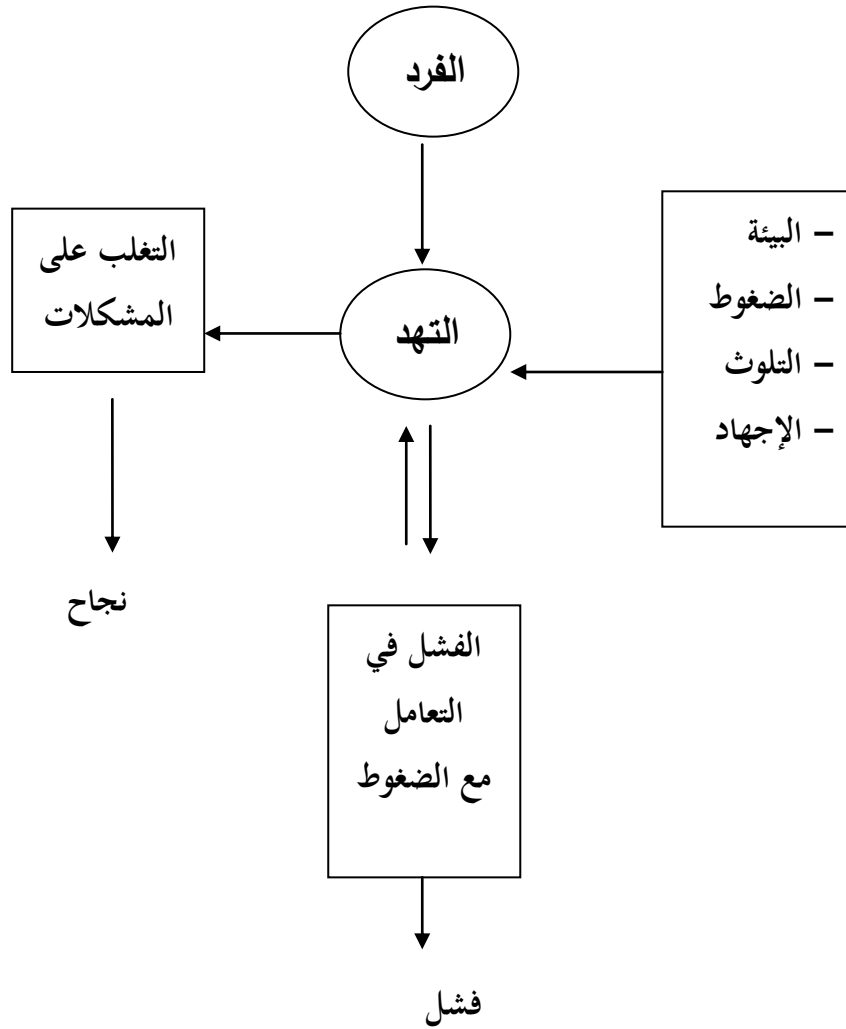 الفرد
– البيئة
– الضغوط
– التلوث
– الإجهاد
التهد
التغلب على
المشكلات
نجاح
الفشل في
التعامل
مع الضغوط
فشل